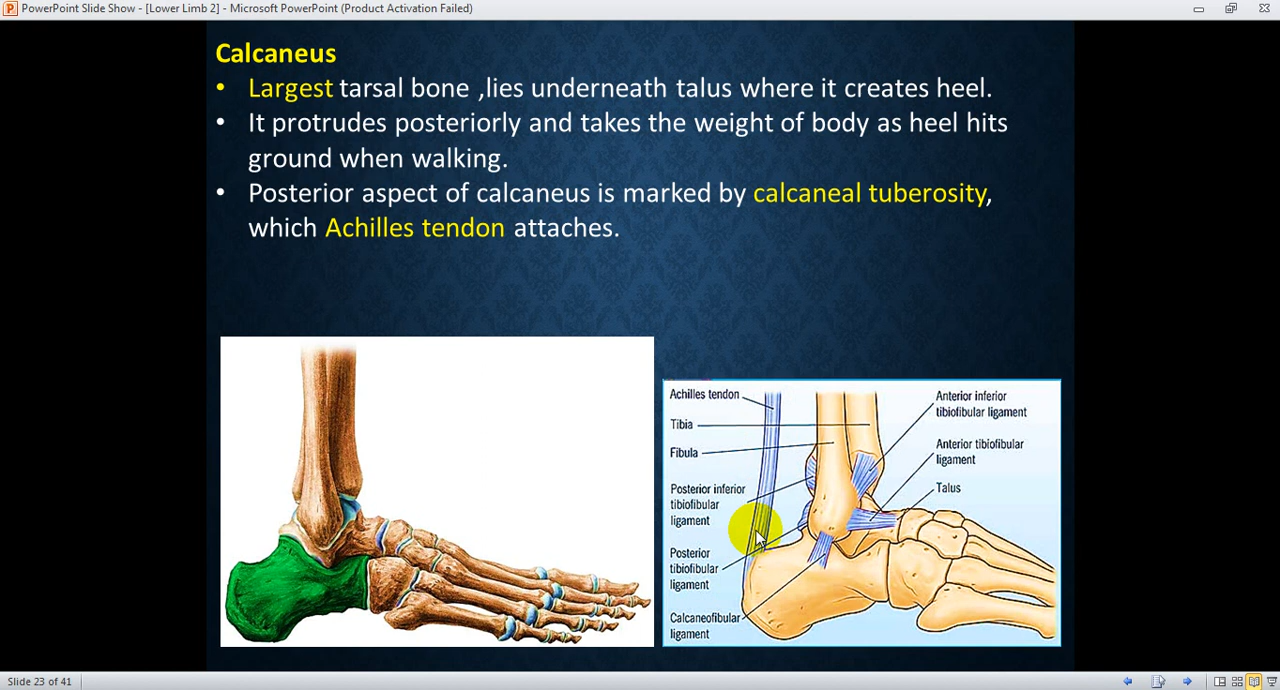 PowerPoint Slide Show - [Lower Limb 2] - Microsoft PowerPoint (Product Activation Failed)
Calcaneus
• Largest tarsal bone ,lies underneath talus where it creates heel.
• It protrudes posteriorly and takes the weight of body as heel hits
ground when walking.
• Posterior aspect of calcaneus is marked by calcaneal tuberosity,
which Achilles tendon attaches.
Achilles tendon
Tibia
Fibula
Posterior inferior
tibiofibular
ligament
Posterior
tibiofibular
ligament
Calcaneofibular
ligament
Anterior inferior
tibiofibular ligament
Anterior tibiofibular
ligament
Talus
Slide 23 of 41